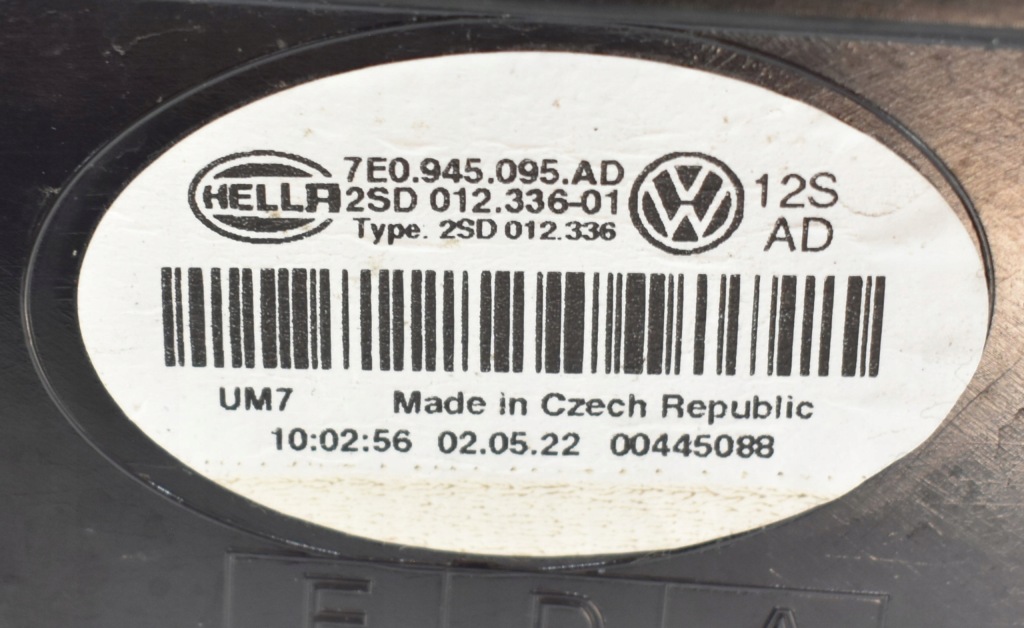 HELLA 7E0.945.095.AD 12S
2SD 012.336-01 AD
Type. 2SD 012.336
UM7 Made in Czech Republic
10:02:56 02.05.22 00445088